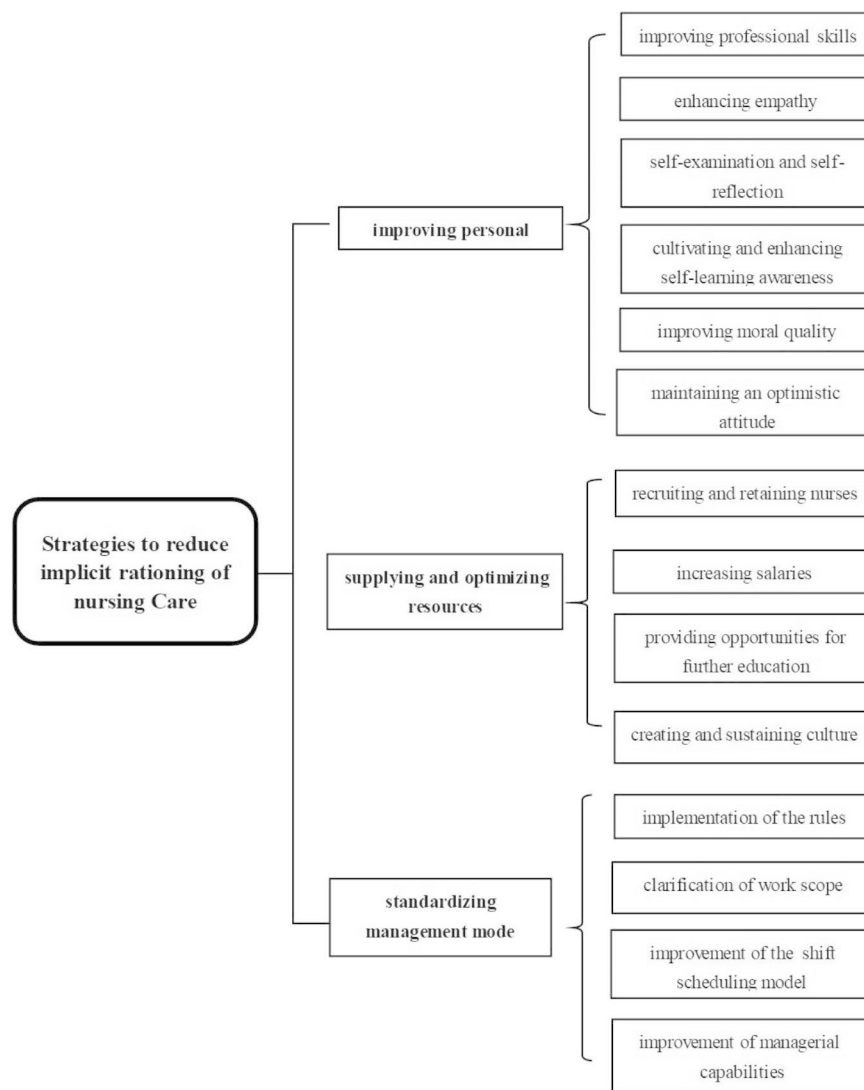 Strategies to reduce
implicit rationing of
nursing Care
improving personal
improving professional skills
enhancing empathy
self-examination and self-
reflection
cultivating and enhancing
self-learning awareness
improving moral quality
maintaining an optimistic
attitude
supplying and optimizing
resources
recruiting and retaining nurses
increasing salaries
providing opportunities for
further education
creating and sustaining culture
standardizing
management mode
implementation of the rules
clarification of work scope
improvement of the shift
scheduling model
improvement of managerial
capabilities